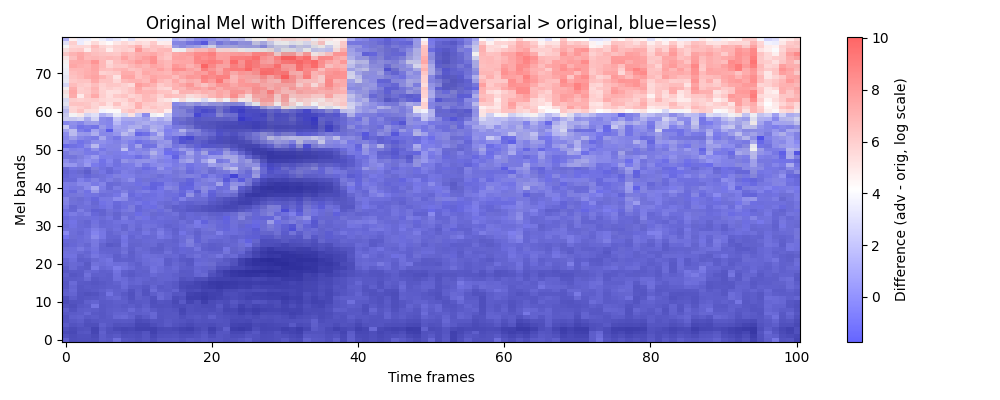 Original Mel with Differences (red=adversarial > original, blue=less)
Mel bands
70
60
50
40
30
20
10
0
0 20 40 60 80 100
Time frames
10
8
6
4
2
0
Difference (adv - orig, log scale)